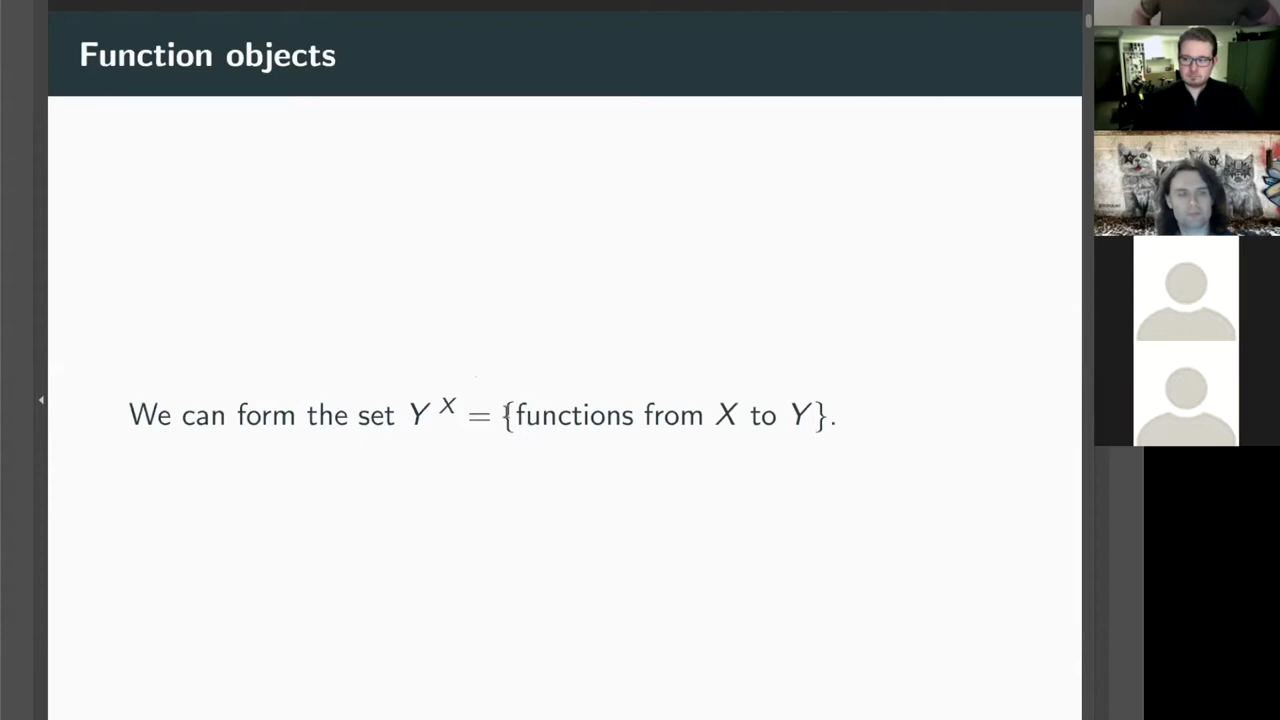 Function objects
We can form the set Y^X = {functions from X to Y}.